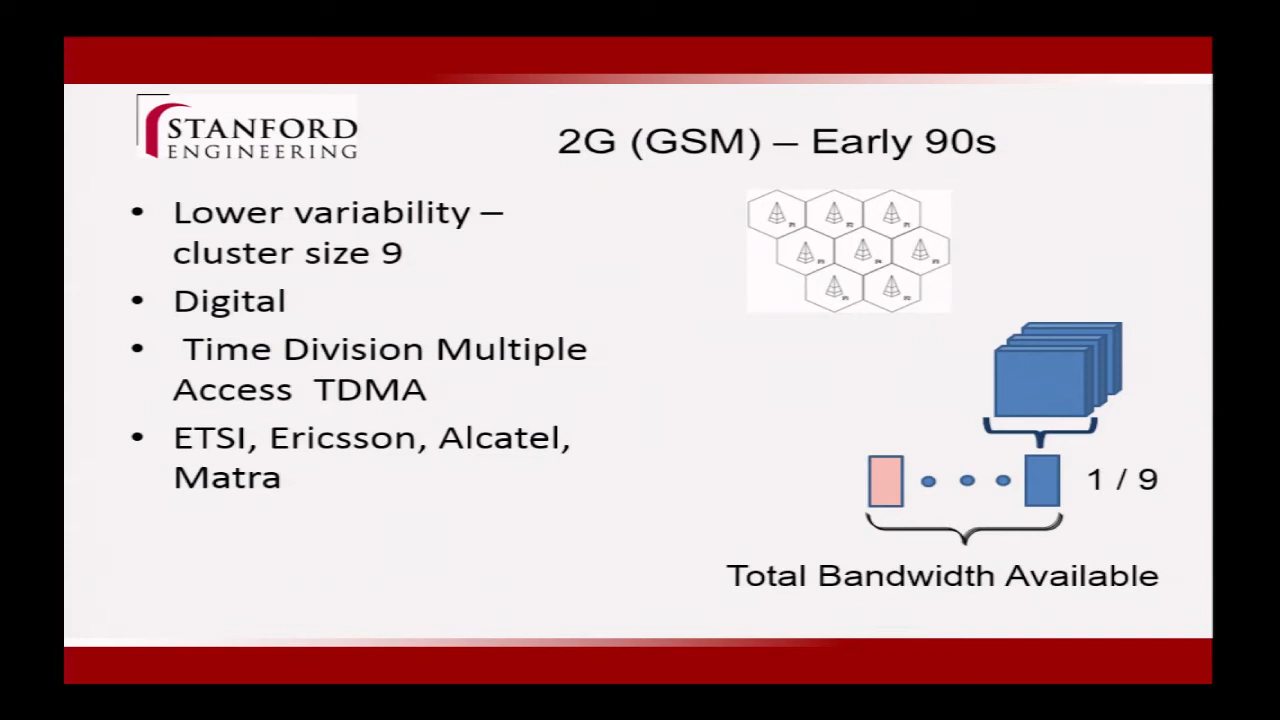 STANFORD
ENGINEERING
2G (GSM) – Early 90s
• Lower variability –
cluster size 9
• Digital
• Time Division Multiple
Access TDMA
• ETSI, Ericsson, Alcatel,
Matra
1 / 9
Total Bandwidth Available